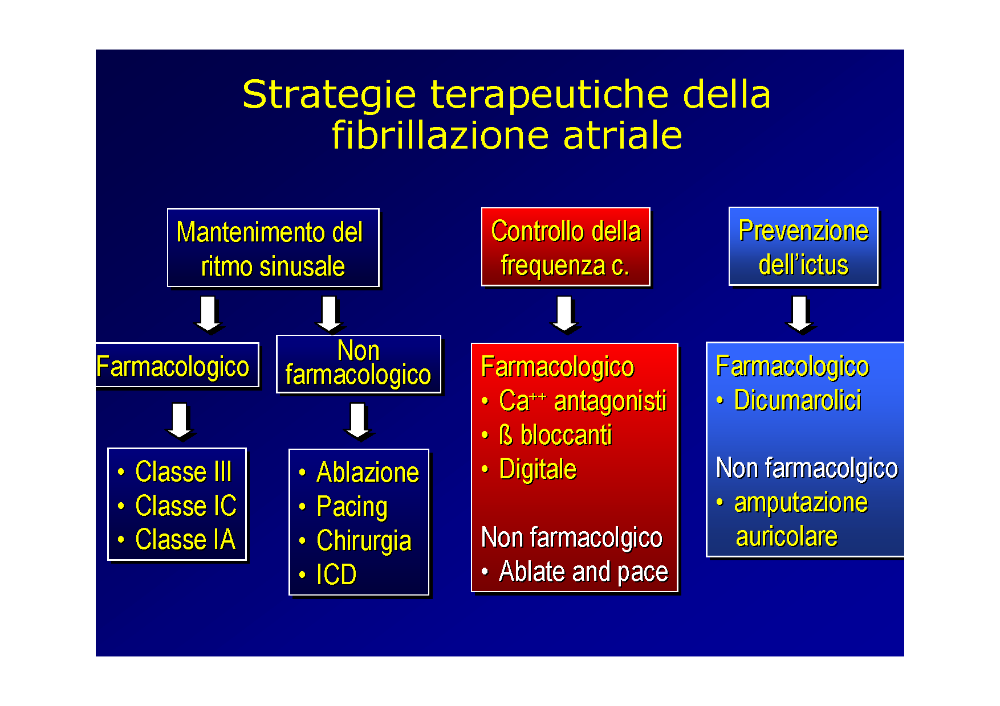 Strategie terapeutiche della
fibrillazione atriale
Mantenimento del
ritmo sinusale
Farmacologico
• Classe III
• Classe IC
• Classe IA
Non
farmacologico
• Ablazione
• Pacing
• Chirurgia
• ICD
Controllo della
frequenza c.
Farmacologico
• Ca⁺⁺ antagonisti
• ß bloccanti
• Digitale
Non farmacolgico
• Ablate and pace
Prevenzione
dell’ictus
Farmacologico
• Dicumarolici
Non farmacolgico
• amputazione
auricolare